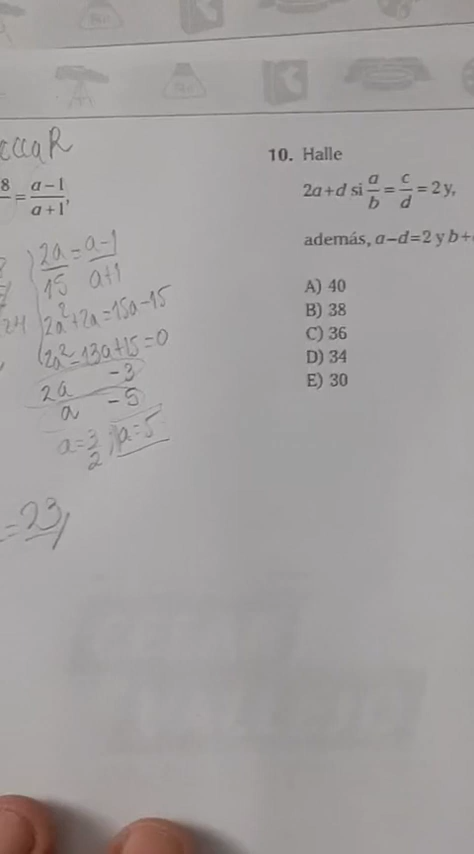 8/ = a-1/a+1,
2a/15 = a-1/a+1
2a²+2a=15a-15
2a²-13a+15=0
2a -3
a -5
a=3/2 ; a=5
=23
10. Halle
2a+d si a/b = c/d = 2y,
además, a-d=2 y b+
A) 40
B) 38
C) 36
D) 34
E) 30